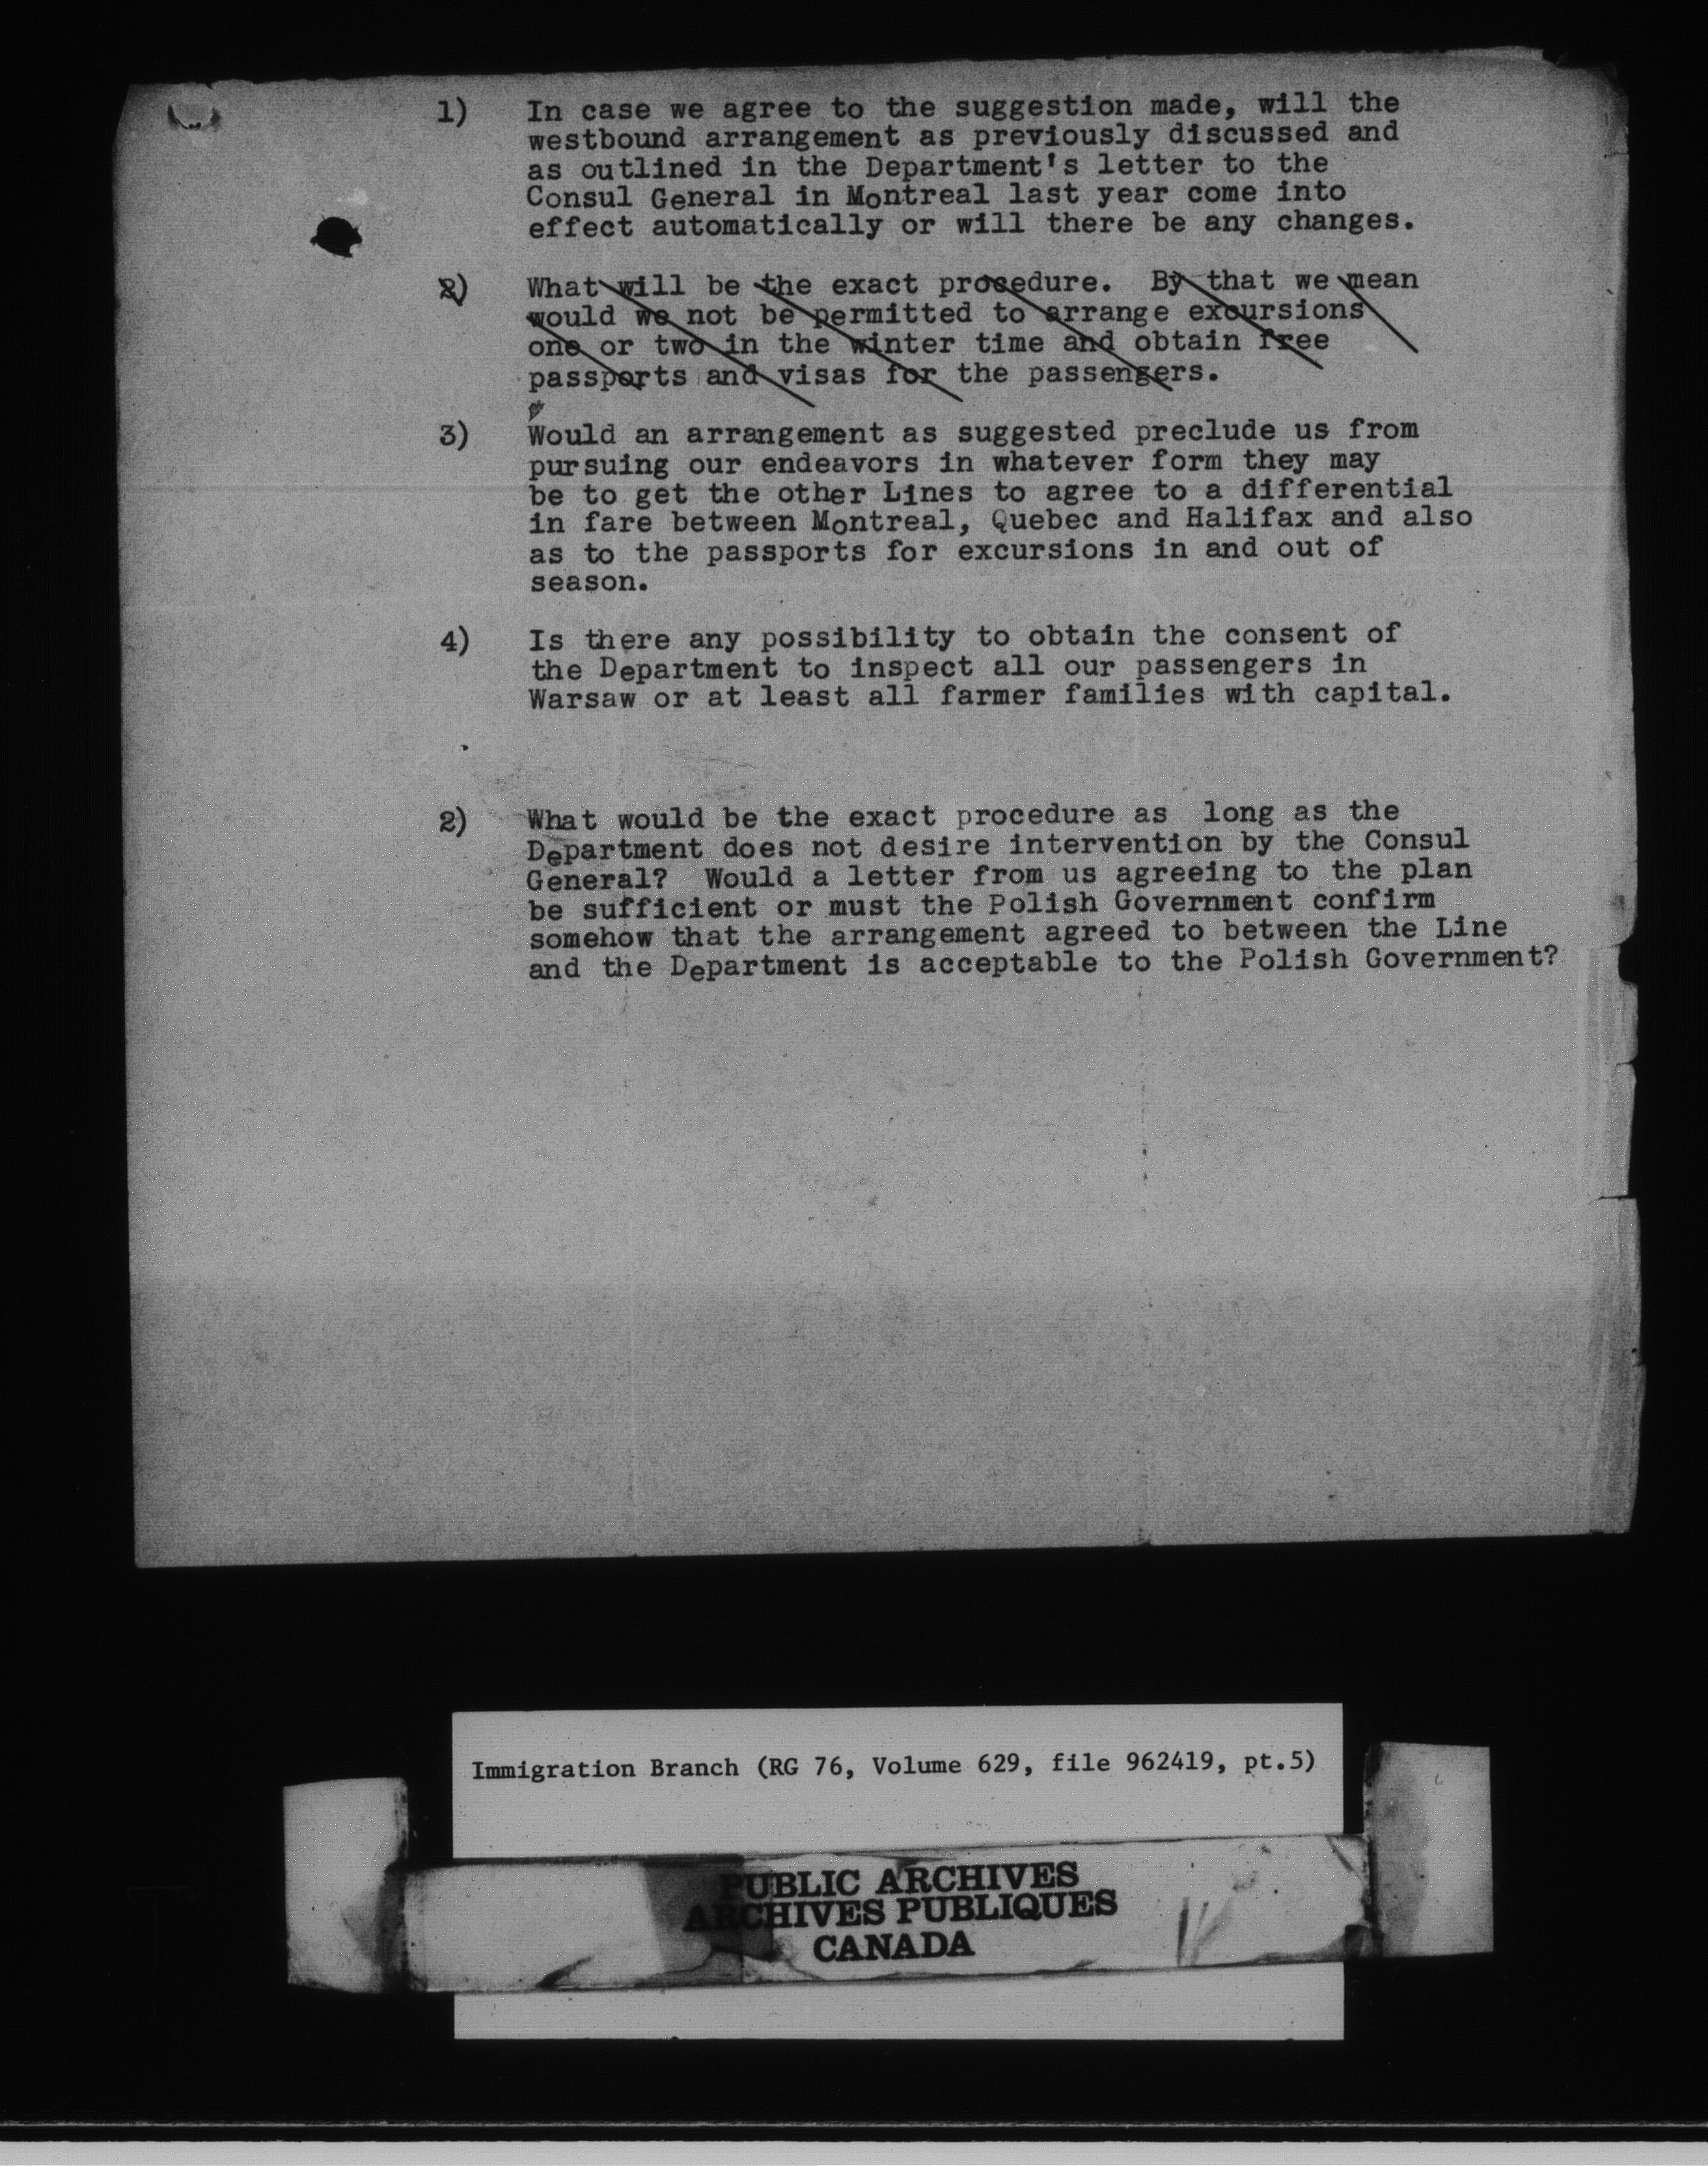 1) In case we agree to the suggestion made, will the
westbound arrangement as previously discussed and
as outlined in the Department's letter to the
Consul General in Montreal last year come into
effect automatically or will there be any changes.
2) What will be the exact procedure. By that we mean
would we not be permitted to arrange excursions
one or two in the winter time and obtain free
passports and visas for the passengers.
3) Would an arrangement as suggested preclude us from
pursuing our endeavors in whatever form they may
be to get the other Lines to agree to a differential
in fare between Montreal, Quebec and Halifax and also
as to the passports for excursions in and out of
season.
4) Is there any possibility to obtain the consent of
the Department to inspect all our passengers in
Warsaw or at least all farmer families with capital.
2) What would be the exact procedure as long as the
Department does not desire intervention by the Consul
General? Would a letter from us agreeing to the plan
be sufficient or must the Polish Government confirm
somehow that the arrangement agreed to between the Line
and the Department is acceptable to the Polish Government?
Immigration Branch (RG 76, Volume 629, file 962419, pt.5)
PUBLIC ARCHIVES
ARCHIVES PUBLIQUES
CANADA